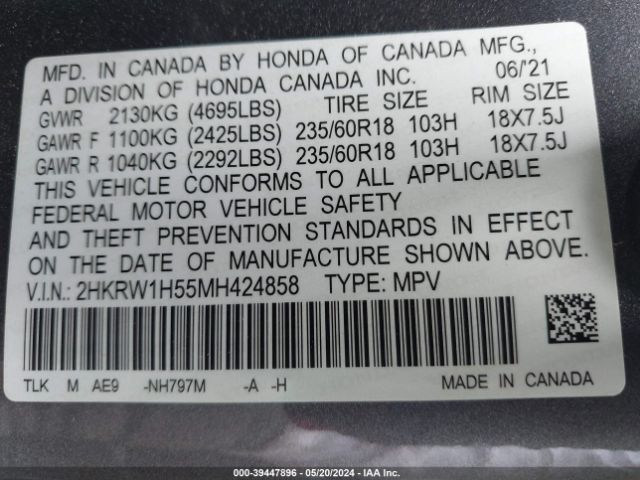 MFD. IN CANADA BY HONDA OF CANADA MFG.,
A DIVISION OF HONDA CANADA INC. 06/'21
GVWR 2130KG (4695LBS) TIRE SIZE RIM SIZE
GAWR F 1100KG (2425LBS) 235/60R18 103H 18X7.5J
GAWR R 1040KG (2292LBS) 235/60R18 103H 18X7.5J
THIS VEHICLE CONFORMS TO ALL APPLICABLE
FEDERAL MOTOR VEHICLE SAFETY
AND THEFT PREVENTION STANDARDS IN EFFECT
ON THE DATE OF MANUFACTURE SHOWN ABOVE.
V.I.N.: 2HKRW1H55MH424858 TYPE: MPV
TLK M AE9 -NH797M -A -H MADE IN CANADA
000-39447896 - 05/20/2024 - IAA Inc.